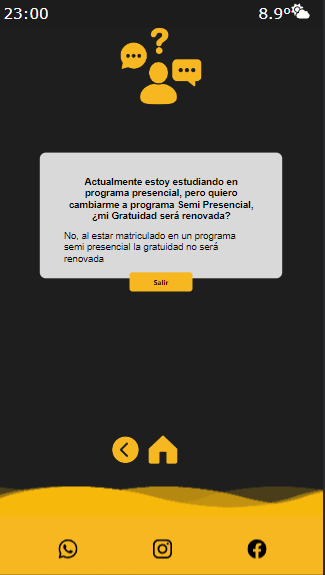 23:00
8.9º
?
Actualmente estoy estudiando en
programa presencial, pero quiero
cambiarme a programa Semi Presencial,
¿mi Gratuidad será renovada?
No, al estar matriculado en un programa
semi presencial la gratuidad no será
renovada
Salir